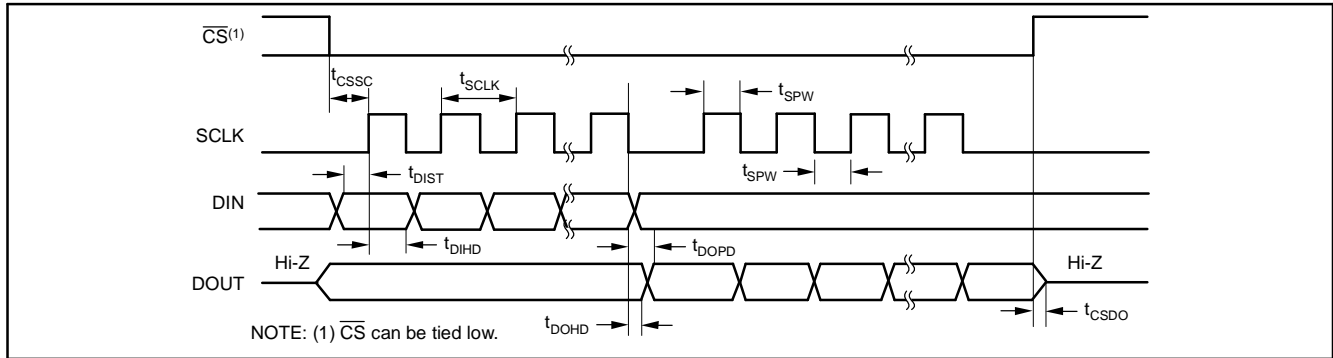 CS(1)
tCSSC
tSCLK
tSPW
SCLK
tDIST
tSPW
DIN
tDIHD
tDOPD
Hi-Z
Hi-Z
DOUT
tDOHD
tCSDO
NOTE: (1) CS can be tied low.